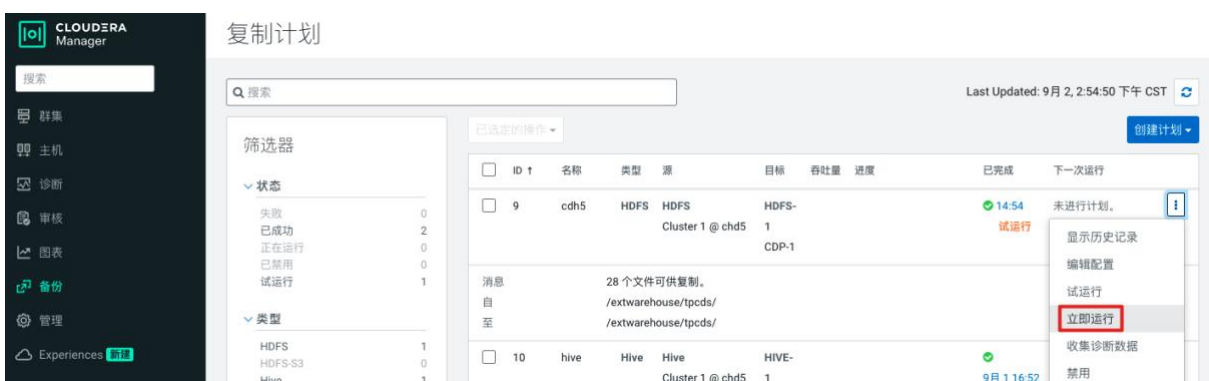 CLOUDERA
Manager
复制计划
搜索
搜索
Last Updated: 9月 2, 2:54:50 下午 CST
群集
主机
诊断
审核
图表
备份
管理
Experiences 新建
筛选器
状态
失败 0
已成功 2
正在运行 0
已禁用 0
试运行 1
类型
HDFS 1
HDFS-S3 0
Hive 1
已选定的操作
创建计划
ID ↑ 名称 类型 源 目标 吞吐量 进度 已完成 下一次运行
9 cdh5 HDFS HDFS HDFS- 14:54 未进行计划。
Cluster 1 @ chd5 1 试运行
CDP-1
消息 28 个文件可供复制。
自 /extwarehouse/tpcds/
至 /extwarehouse/tpcds/
10 hive Hive Hive HIVE-
Cluster 1 @ chd5 1 9月 1 16:52
显示历史记录
编辑配置
试运行
立即运行
收集诊断数据
禁用